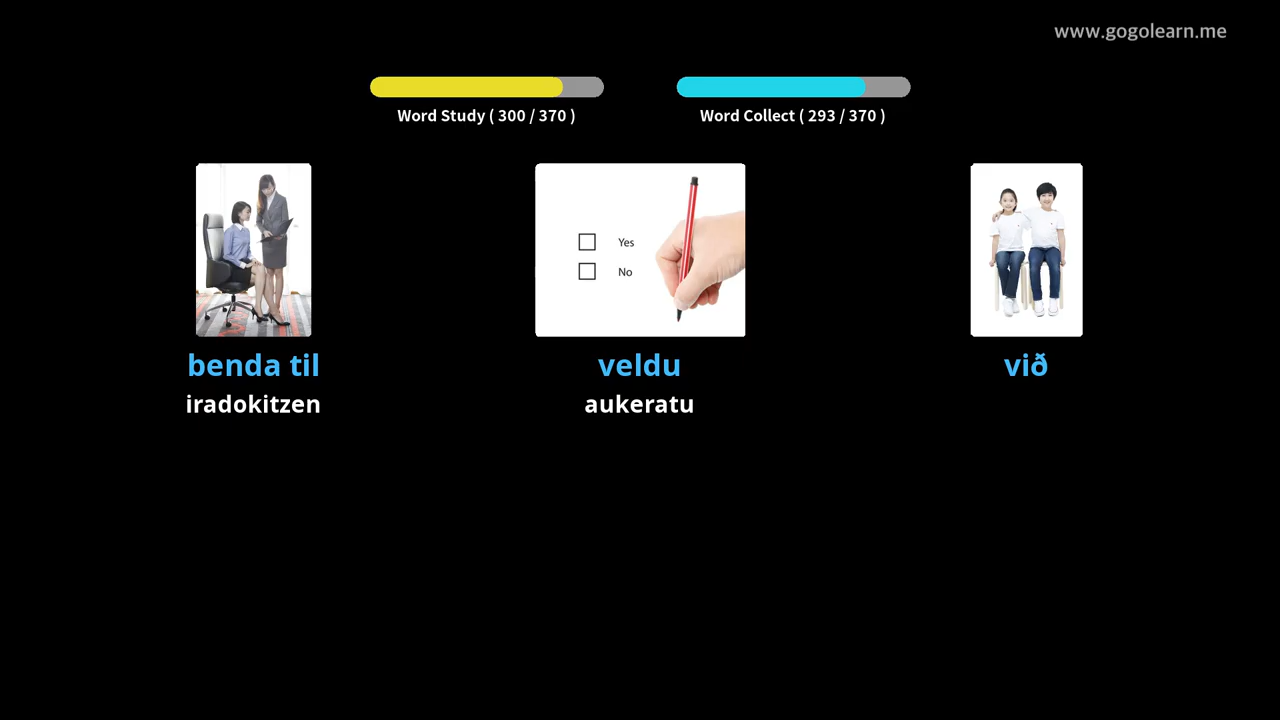 www.gogolearn.me
Word Study ( 300 / 370 )
Word Collect ( 293 / 370 )
Yes
No
benda til
iradokitzen
veldu
aukeratu
við